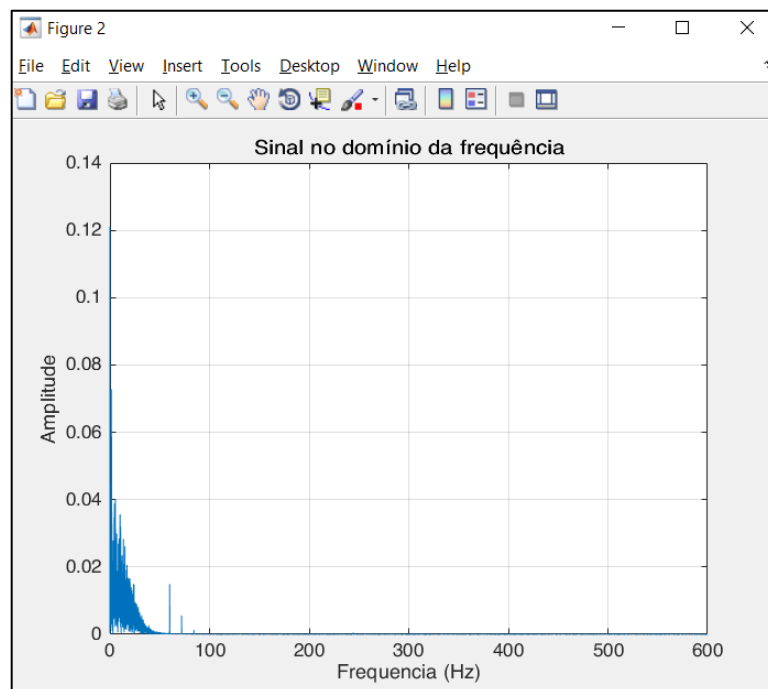 Figure 2
File Edit View Insert Tools Desktop Window Help
Sinal no domínio da frequência
0.14
0.12
0.1
0.08
0.06
0.04
0.02
0
Amplitude
0 100 200 300 400 500 600
Frequencia (Hz)